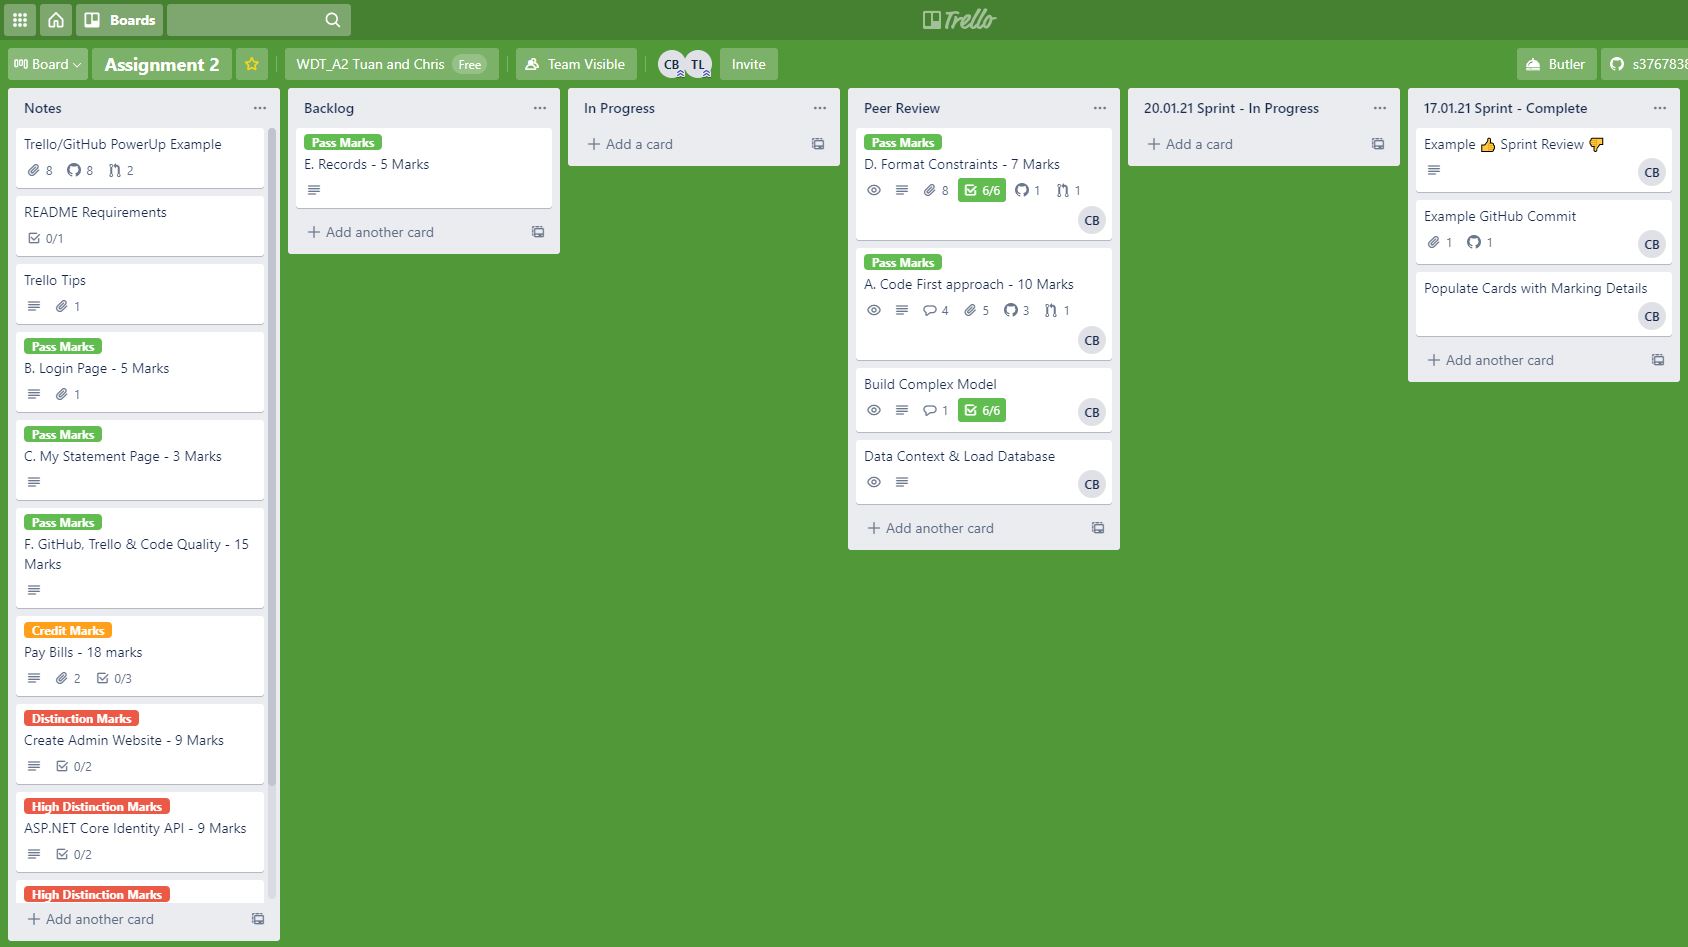 Boards
Trello
Board
Assignment 2
WDT_A2 Tuan and Chris Free
Team Visible
CB TL
Invite
Butler
s3767838
Notes
Trello/GitHub PowerUp Example
8 8 2
README Requirements
0/1
Trello Tips
1
Pass Marks
B. Login Page - 5 Marks
1
Pass Marks
C. My Statement Page - 3 Marks
Pass Marks
F. GitHub, Trello & Code Quality - 15
Marks
Credit Marks
Pay Bills - 18 marks
2 0/3
Distinction Marks
Create Admin Website - 9 Marks
0/2
High Distinction Marks
ASP.NET Core Identity API - 9 Marks
0/2
High Distinction Marks
+ Add another card
Backlog
Pass Marks
E. Records - 5 Marks
+ Add another card
In Progress
+ Add a card
Peer Review
Pass Marks
D. Format Constraints - 7 Marks
8 6/6 1 1
CB
Pass Marks
A. Code First approach - 10 Marks
4 5 3 1
CB
Build Complex Model
1 6/6
CB
Data Context & Load Database
CB
+ Add another card
20.01.21 Sprint - In Progress
+ Add a card
17.01.21 Sprint - Complete
Example 👍 Sprint Review 👎
CB
Example GitHub Commit
1 1
CB
Populate Cards with Marking Details
CB
+ Add another card